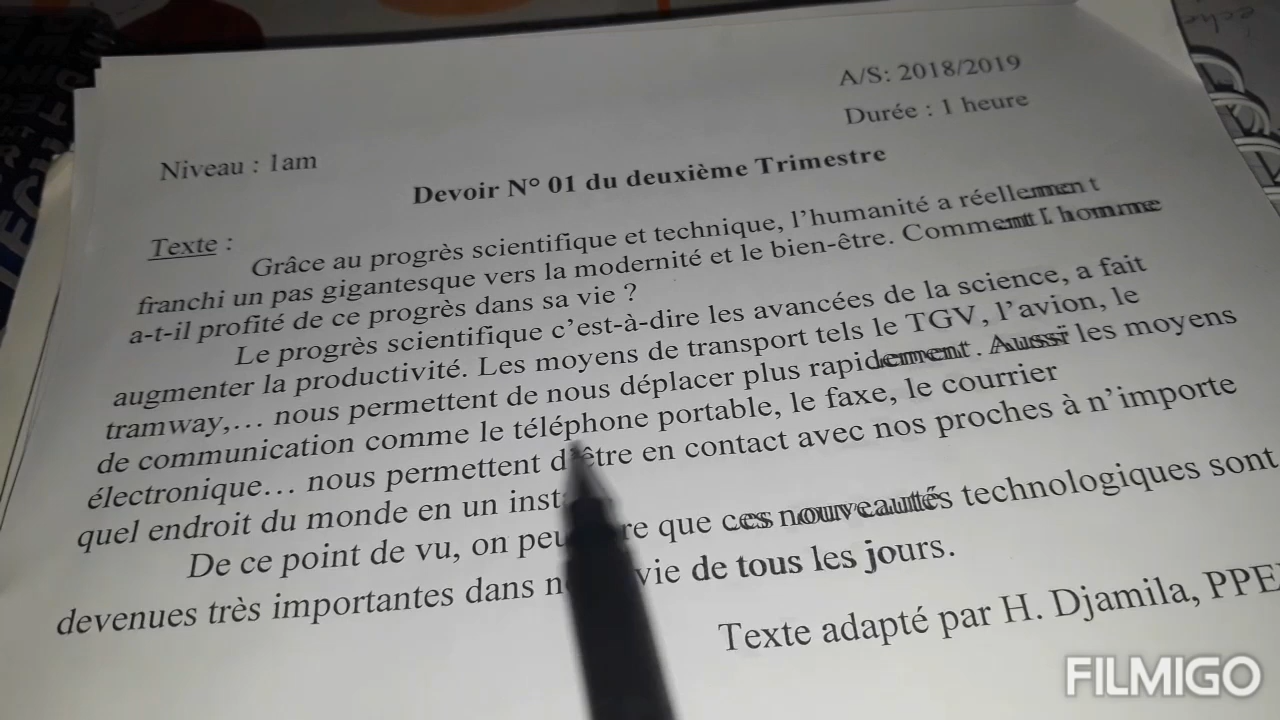 A/S: 2018/2019
Durée : 1 heure
Niveau : 1am
Devoir N° 01 du deuxième Trimestre
Texte :
Grâce au progrès scientifique et technique, l'humanité a réellement
franchi un pas gigantesque vers la modernité et le bien-être. Comment L homme
a-t-il profité de ce progrès dans sa vie ?
Le progrès scientifique c'est-à-dire les avancées de la science, a fait
augmenter la productivité. Les moyens de transport tels le TGV, l'avion, le
tramway,… nous permettent de nous déplacer plus rapidement. Aussi les moyens
de communication comme le téléphone portable, le faxe, le courrier
électronique… nous permettent d'être en contact avec nos proches à n'importe
quel endroit du monde en un inst
De ce point de vu, on peu re que ces nouveautés technologiques sont
devenues très importantes dans n vie de tous les jours.
Texte adapté par H. Djamila, PPE
FILMIGO